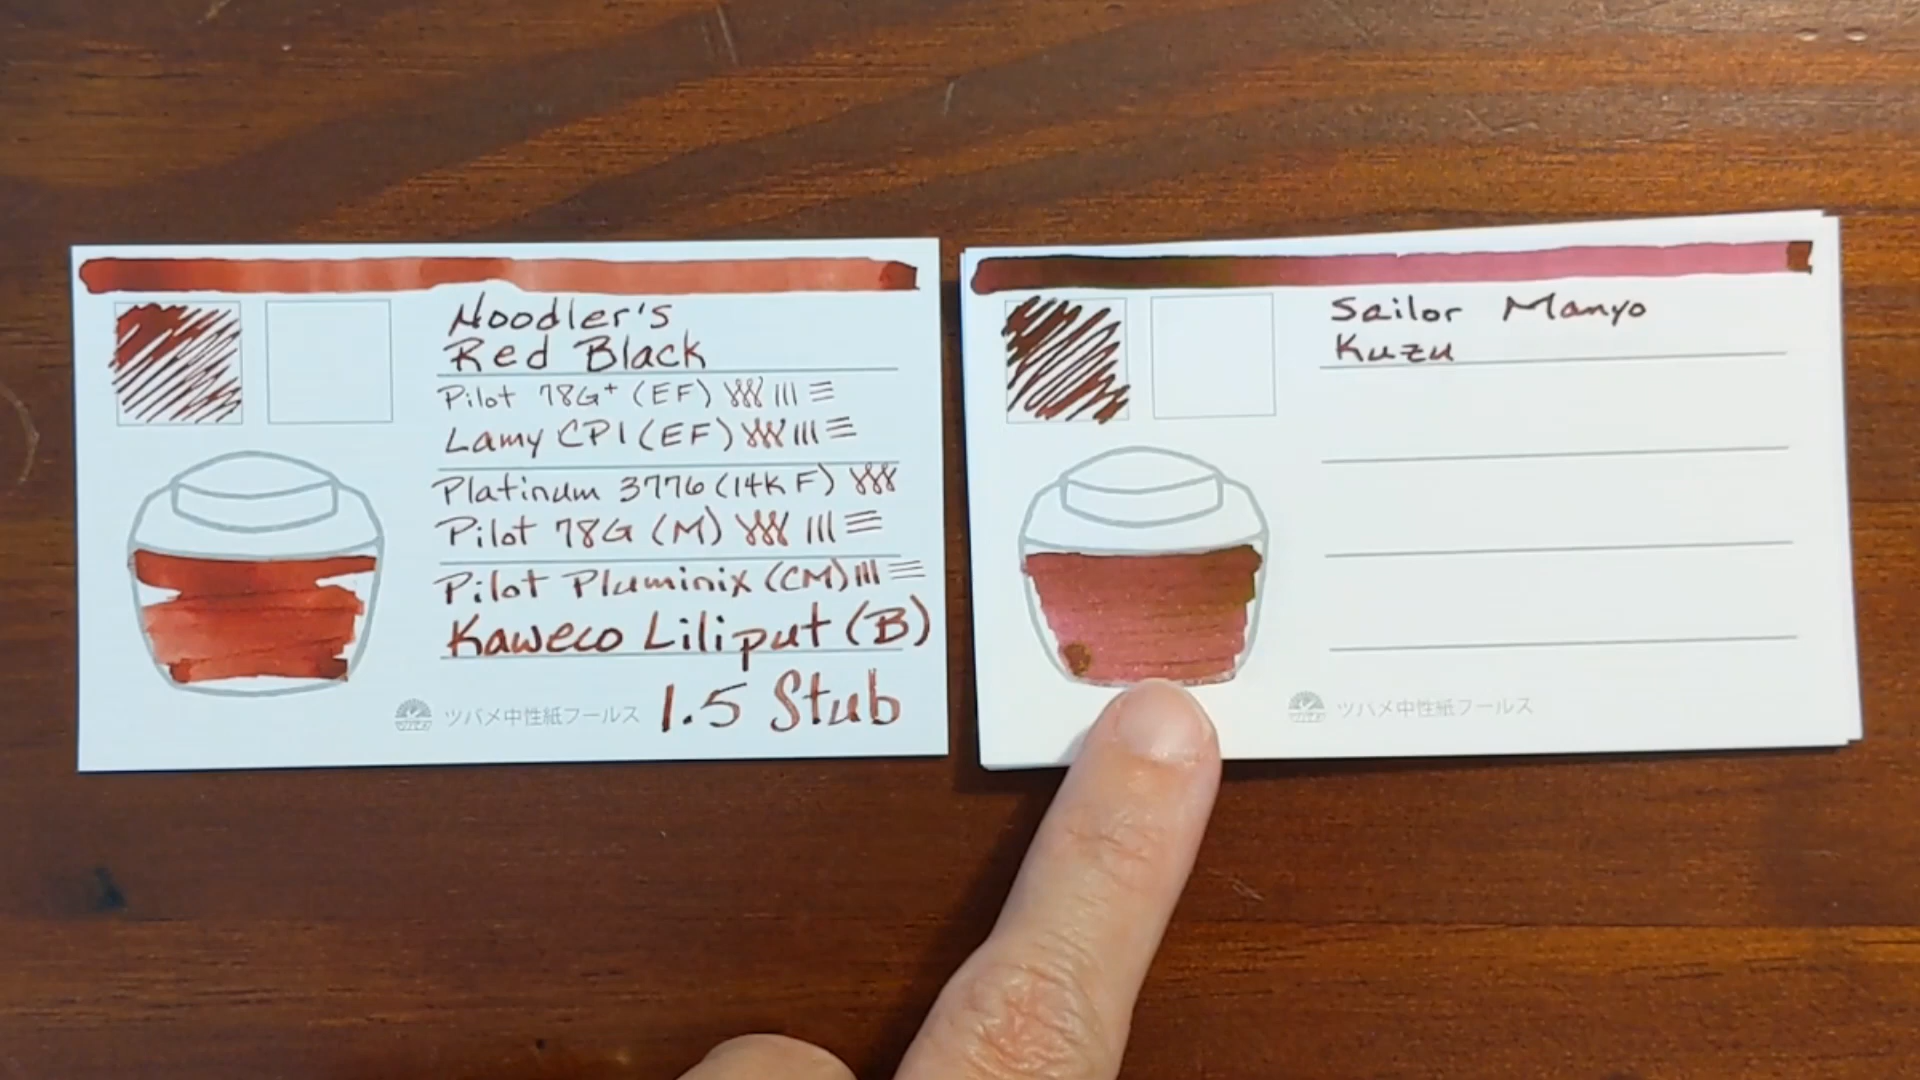 Noodler's
Red Black
Pilot 78G+ (EF)
Lamy CP1 (EF)
Platinum 3776 (14K F)
Pilot 78G (M)
Pilot Pluminix (CM)
Kaweco Liliput (B)
1.5 Stub
ツバメ中性紙フールス
Sailor Manyo
Kuzu
ツバメ中性紙フールス